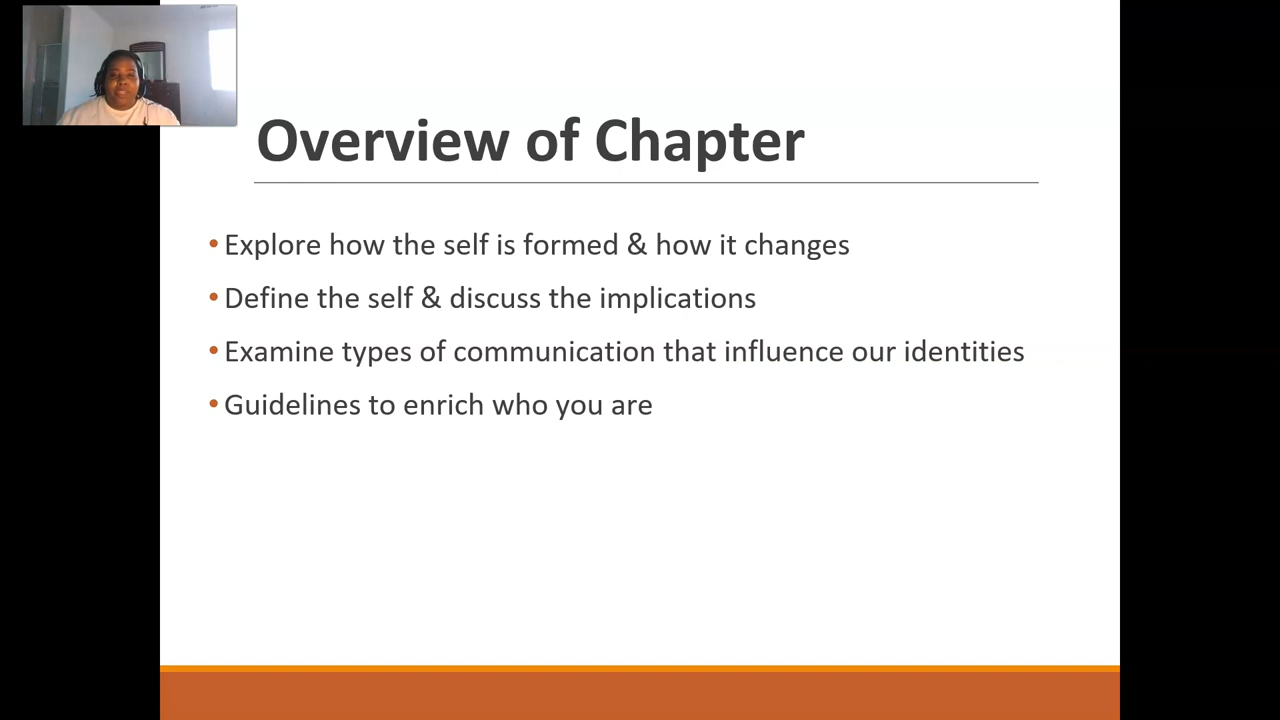 Overview of Chapter
• Explore how the self is formed & how it changes
• Define the self & discuss the implications
• Examine types of communication that influence our identities
• Guidelines to enrich who you are